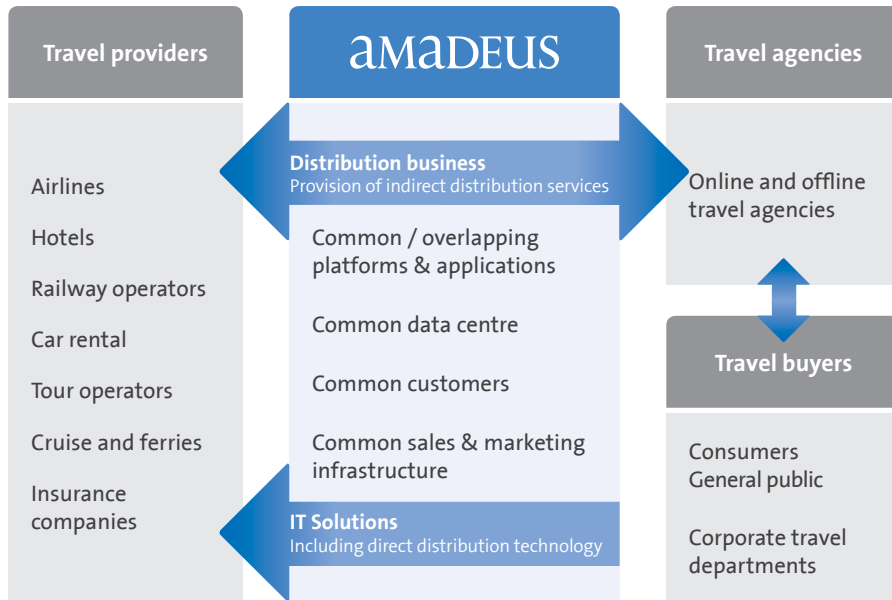 Travel providers
Airlines
Hotels
Railway operators
Car rental
Tour operators
Cruise and ferries
Insurance
companies
aMaDEUS
Distribution business
Provision of indirect distribution services
Common / overlapping
platforms & applications
Common data centre
Common customers
Common sales & marketing
infrastructure
IT Solutions
Including direct distribution technology
Travel agencies
Online and offline
travel agencies
Travel buyers
Consumers
General public
Corporate travel
departments